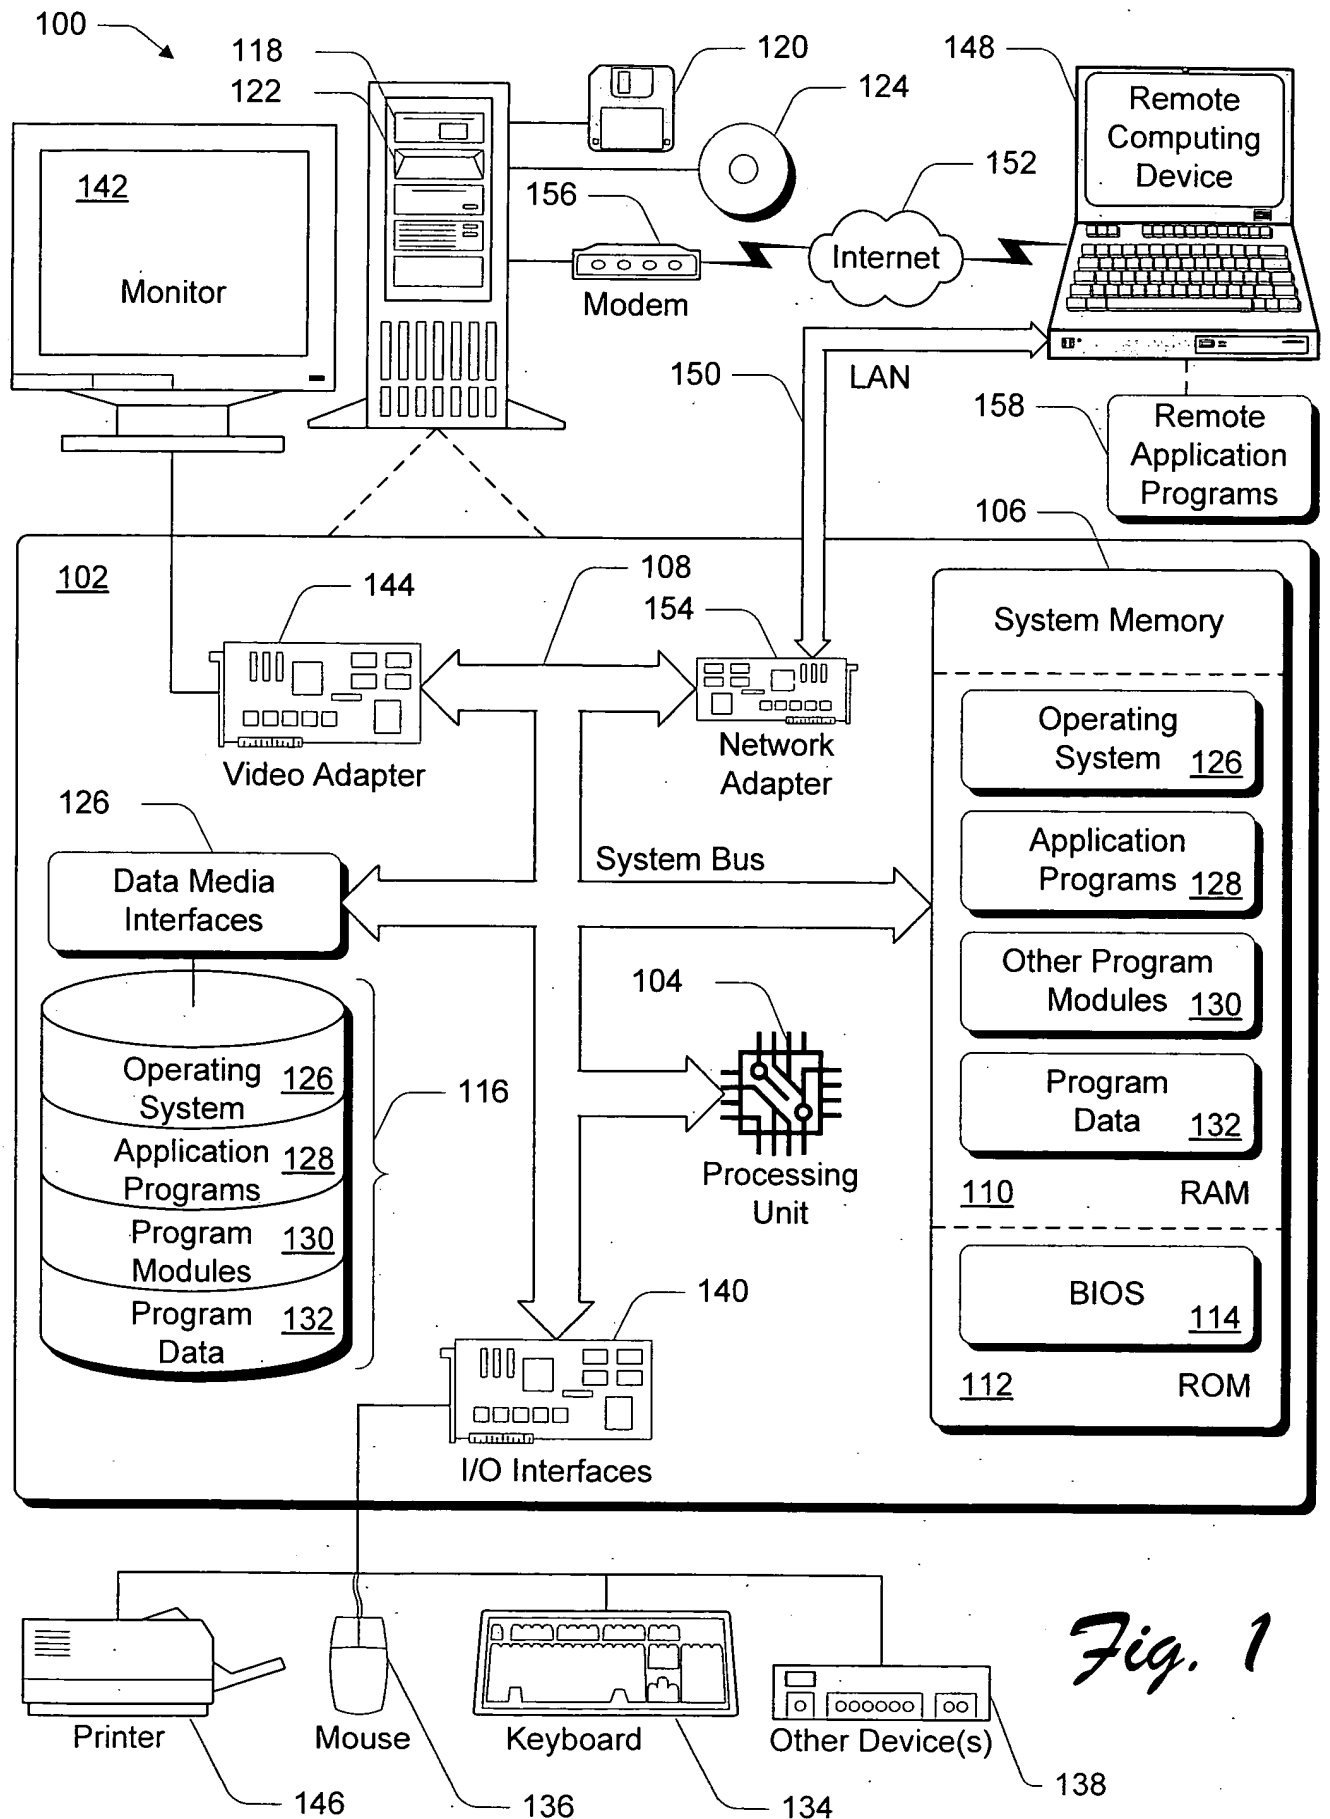 100
118
122
120
124
148
Remote
Computing
Device
152
142
Monitor
156
Modem
Internet
150
LAN
158
Remote
Application
Programs
106
102
144
108
154
System Memory
Video Adapter
Network
Adapter
Operating
System 126
126
Data Media
Interfaces
System Bus
Application
Programs 128
Other Program
Modules 130
104
Processing
Unit
Program
Data 132
110 RAM
Operating
System 126
116
Application
Programs 128
Program
Modules 130
Program
Data 132
BIOS
114
112 ROM
140
I/O Interfaces
Printer
Mouse
Keyboard
Other Device(s)
146
136
134
138
Fig. 1